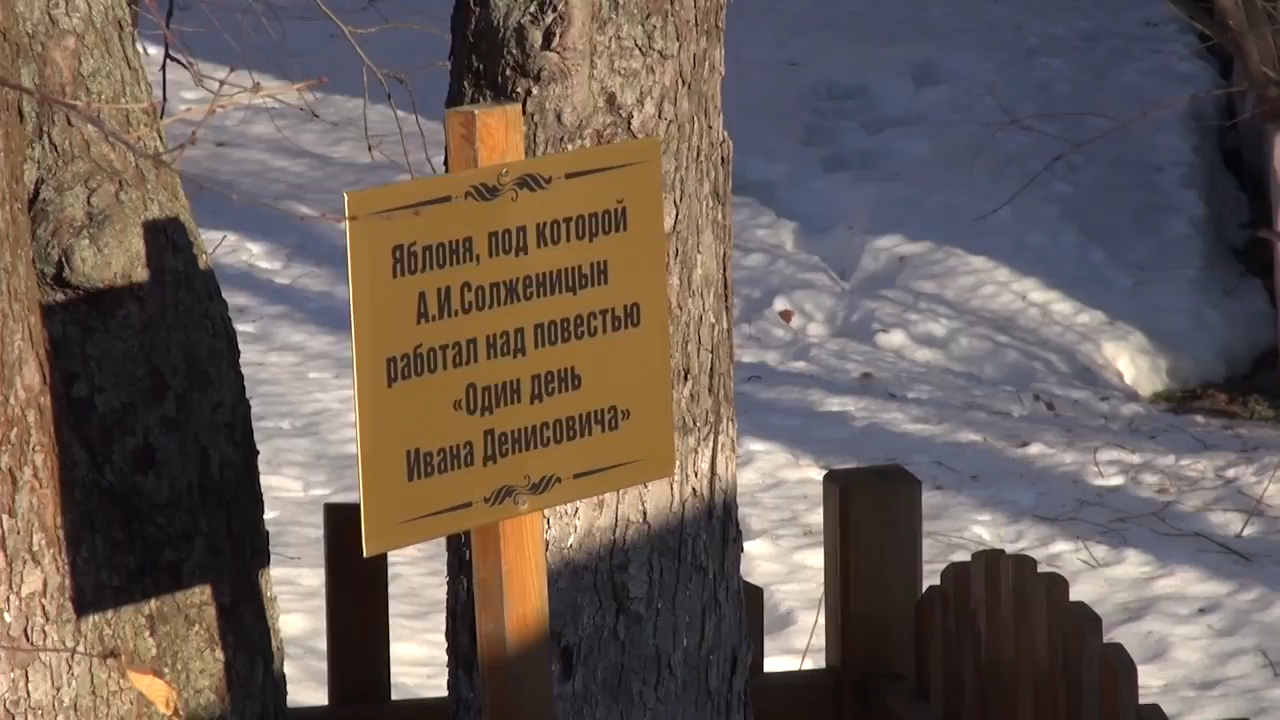 Яблоня, под которой
А.И.Солженицын
работал над повестью
«Один день
Ивана Денисовича»